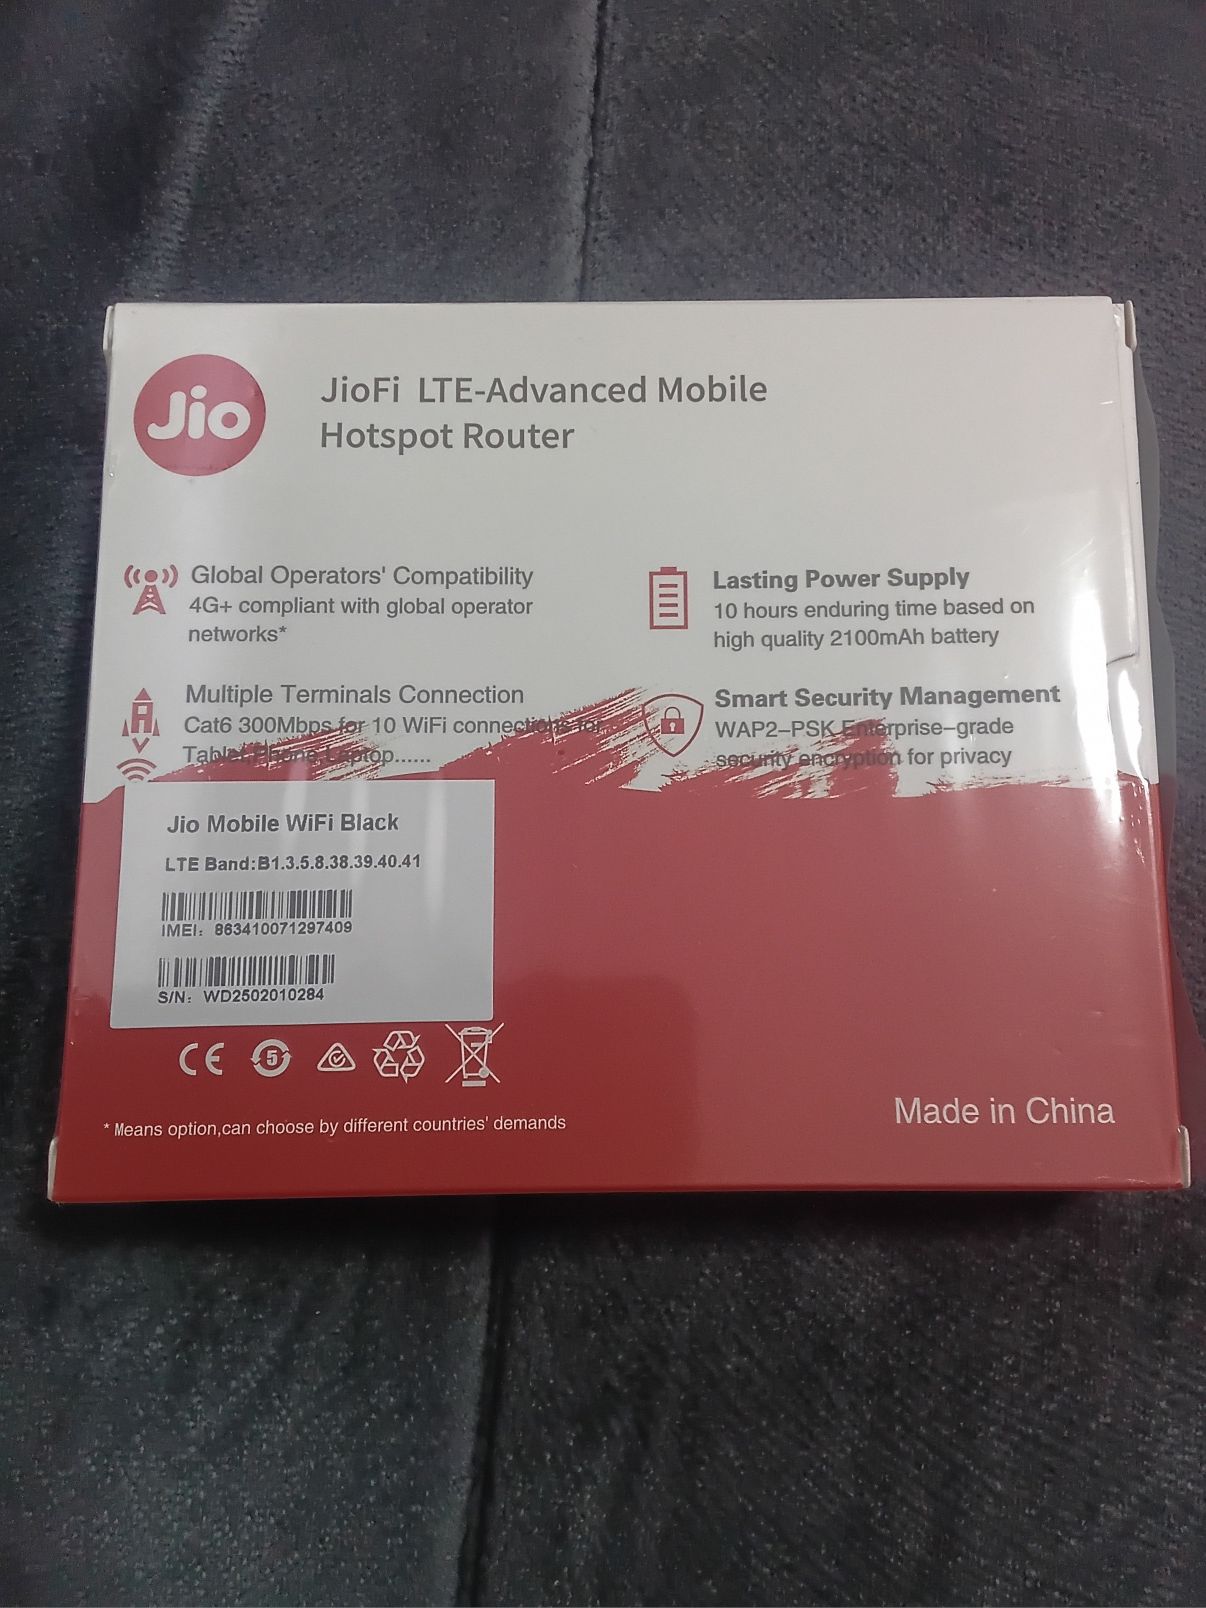 Jio
JioFi LTE-Advanced Mobile
Hotspot Router
Global Operators' Compatibility
4G+ compliant with global operator
networks*
Lasting Power Supply
10 hours enduring time based on
high quality 2100mAh battery
Multiple Terminals Connection
Cat6 300Mbps for 10 WiFi connections for
Tablet,Phone Laptop......
Smart Security Management
WAP2-PSK Enterprise-grade
security encryption for privacy
Jio Mobile WiFi Black
LTE Band:B1.3.5.8.38.39.40.41
IMEI: 863410071297409
S/N: WD2502010284
CE
5
* Means option,can choose by different countries' demands
Made in China